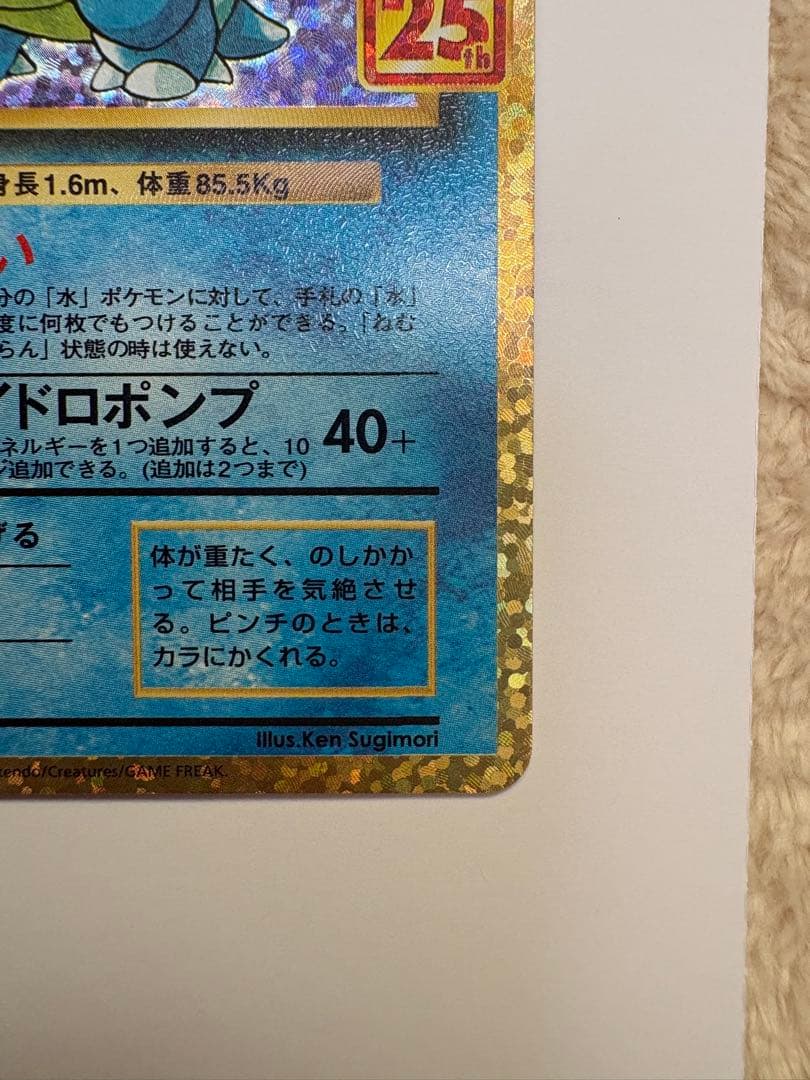 25th
身長1.6m、体重85.5Kg
い
分の「水」ポケモンに対して、手札の「水」
度に何枚でもつけることができる。「ねむ
らん」状態の時は使えない。
イドロポンプ 40+
ネルギーを1つ追加すると、10
追加できる。(追加は2つまで)
げる
体が重たく、のしかか
って相手を気絶させ
る。ピンチのときは、
カラにかくれる。
Illus.Ken Sugimori
tendo/Creatures/GAME FREAK.